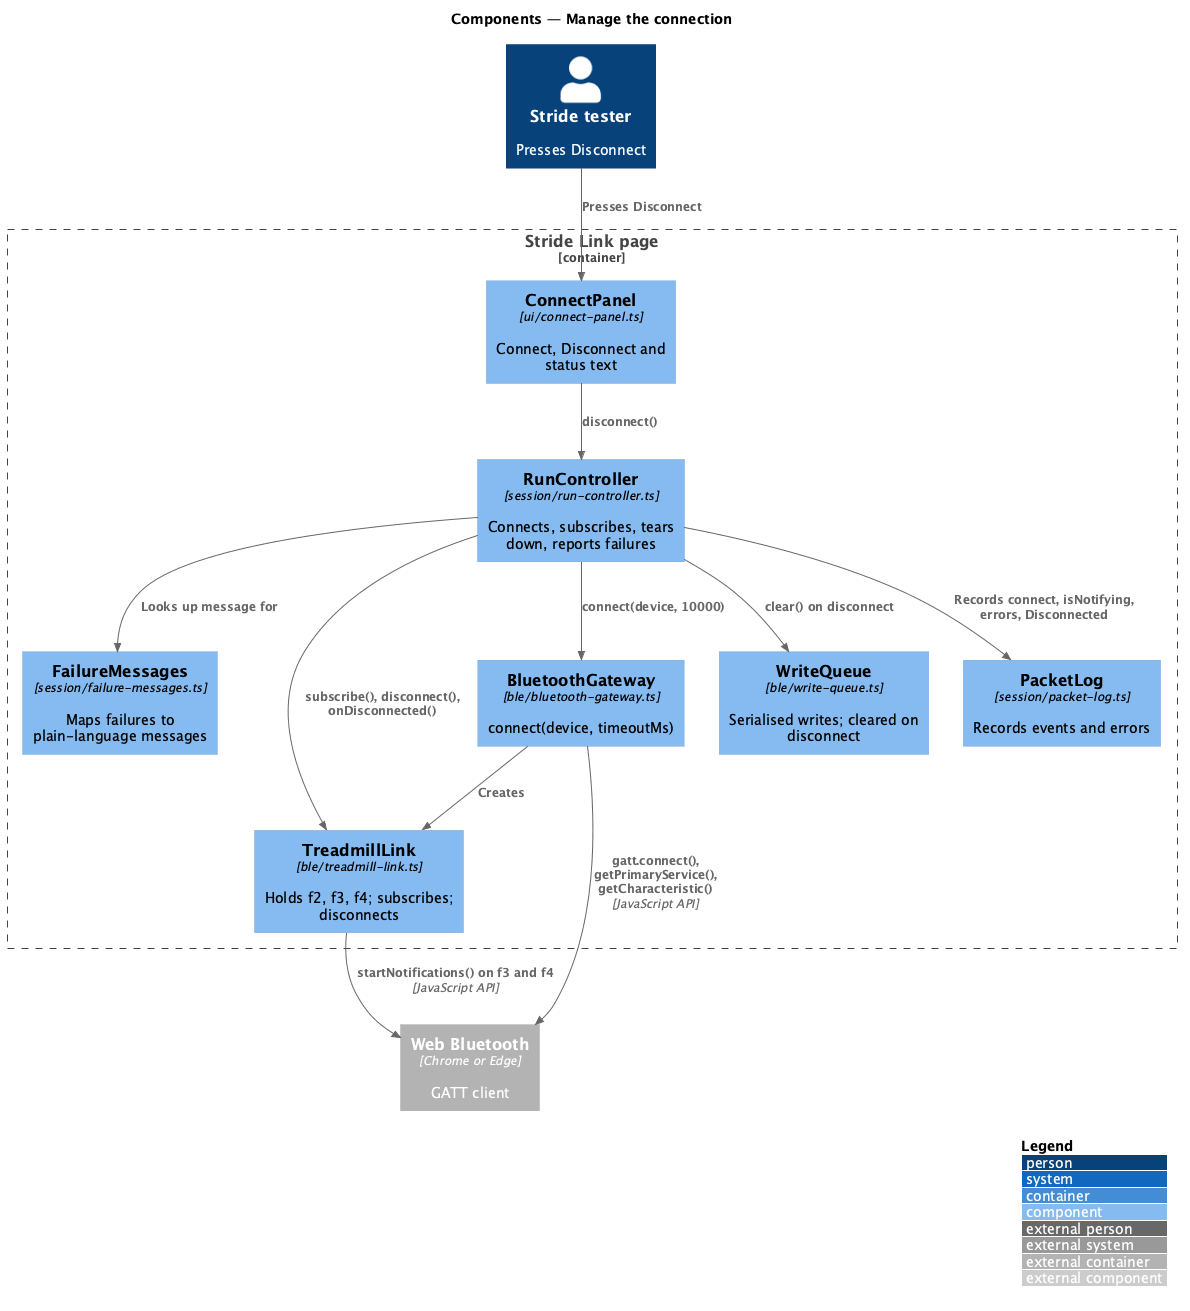 Components — Manage the connection
Stride tester
Presses Disconnect
Presses Disconnect
Stride Link page
[container]
ConnectPanel
[ui/connect-panel.ts]
Connect, Disconnect and
status text
disconnect()
RunController
[session/run-controller.ts]
Connects, subscribes, tears
down, reports failures
Looks up message for
subscribe(), disconnect(),
onDisconnected()
connect(device, 10000)
clear() on disconnect
Records connect, isNotifying,
errors, Disconnected
FailureMessages
[session/failure-messages.ts]
Maps failures to
plain-language messages
BluetoothGateway
[ble/bluetooth-gateway.ts]
connect(device, timeoutMs)
WriteQueue
[ble/write-queue.ts]
Serialised writes; cleared on
disconnect
PacketLog
[session/packet-log.ts]
Records events and errors
Creates
TreadmillLink
[ble/treadmill-link.ts]
Holds f2, f3, f4; subscribes;
disconnects
gatt.connect(),
getPrimaryService(),
getCharacteristic()
[JavaScript API]
startNotifications() on f3 and f4
[JavaScript API]
Web Bluetooth
[Chrome or Edge]
GATT client
Legend
person
system
container
component
external person
external system
external container
external component